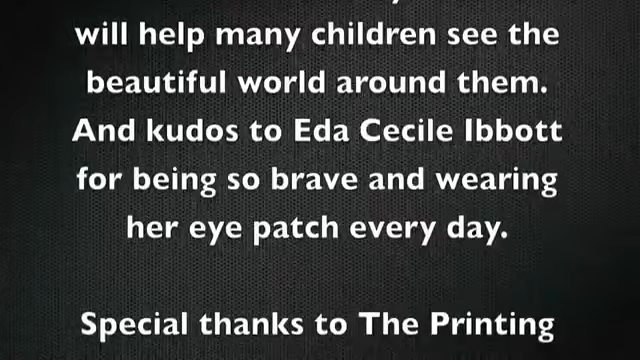 will help many children see the
beautiful world around them.
And kudos to Eda Cecile Ibbott
for being so brave and wearing
her eye patch every day.
Special thanks to The Printing